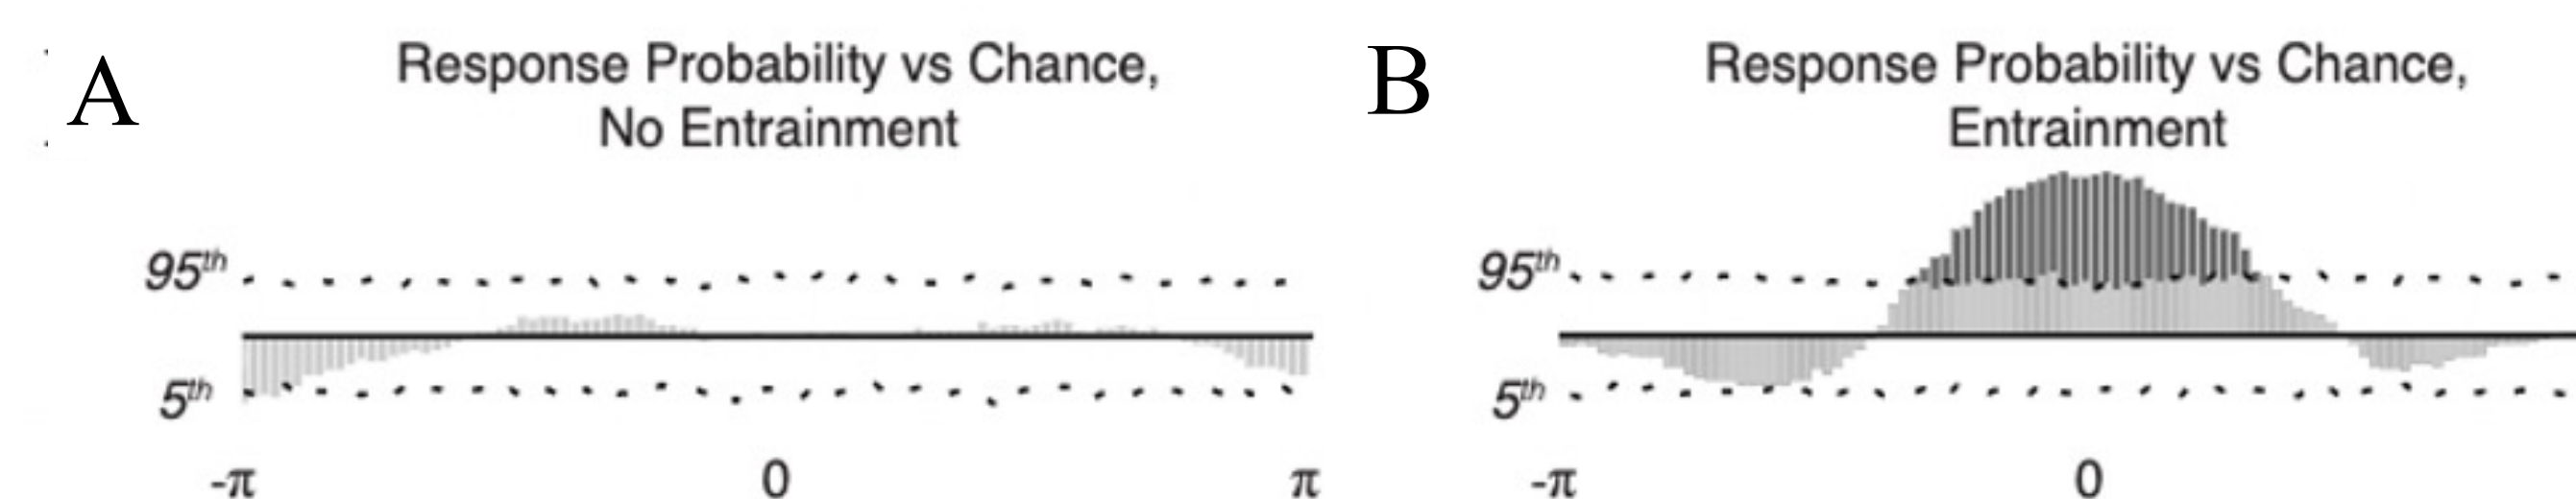 A
Response Probability vs Chance,
No Entrainment
95th
5th
-π 0 π
B
Response Probability vs Chance,
Entrainment
95th
5th
-π 0